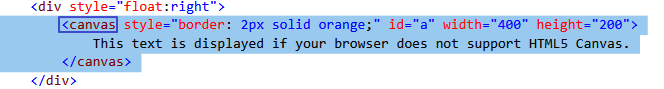 <div style="float:right">
<canvas style="border: 2px solid orange;" id="a" width="400" height="200">
This text is displayed if your browser does not support HTML5 Canvas.
</canvas>
</div>